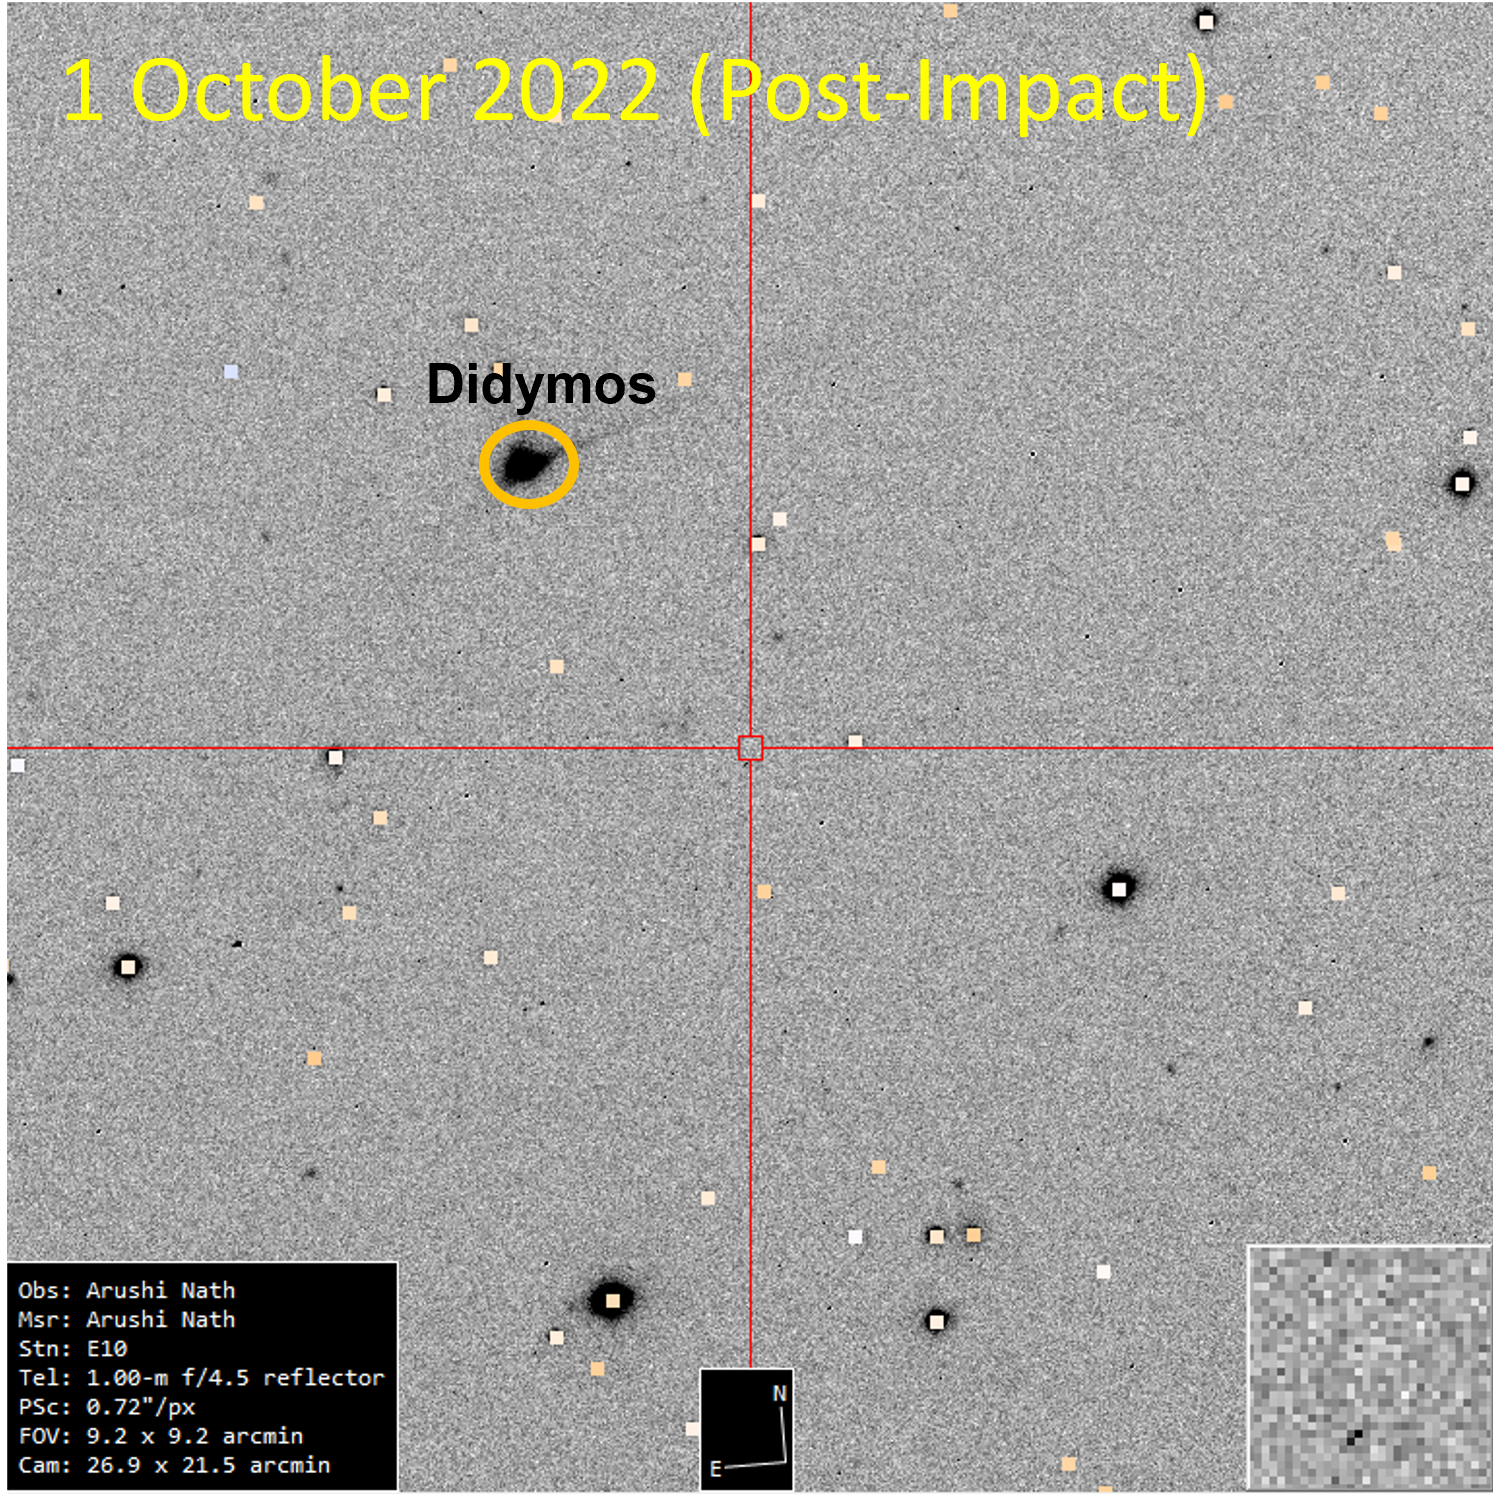 1 October 2022 (Post-Impact)
Didymos
Obs: Arushi Nath
Msr: Arushi Nath
Stn: E10
Tel: 1.00-m f/4.5 reflector
PSc: 0.72"/px
FOV: 9.2 x 9.2 arcmin
Cam: 26.9 x 21.5 arcmin
N
E